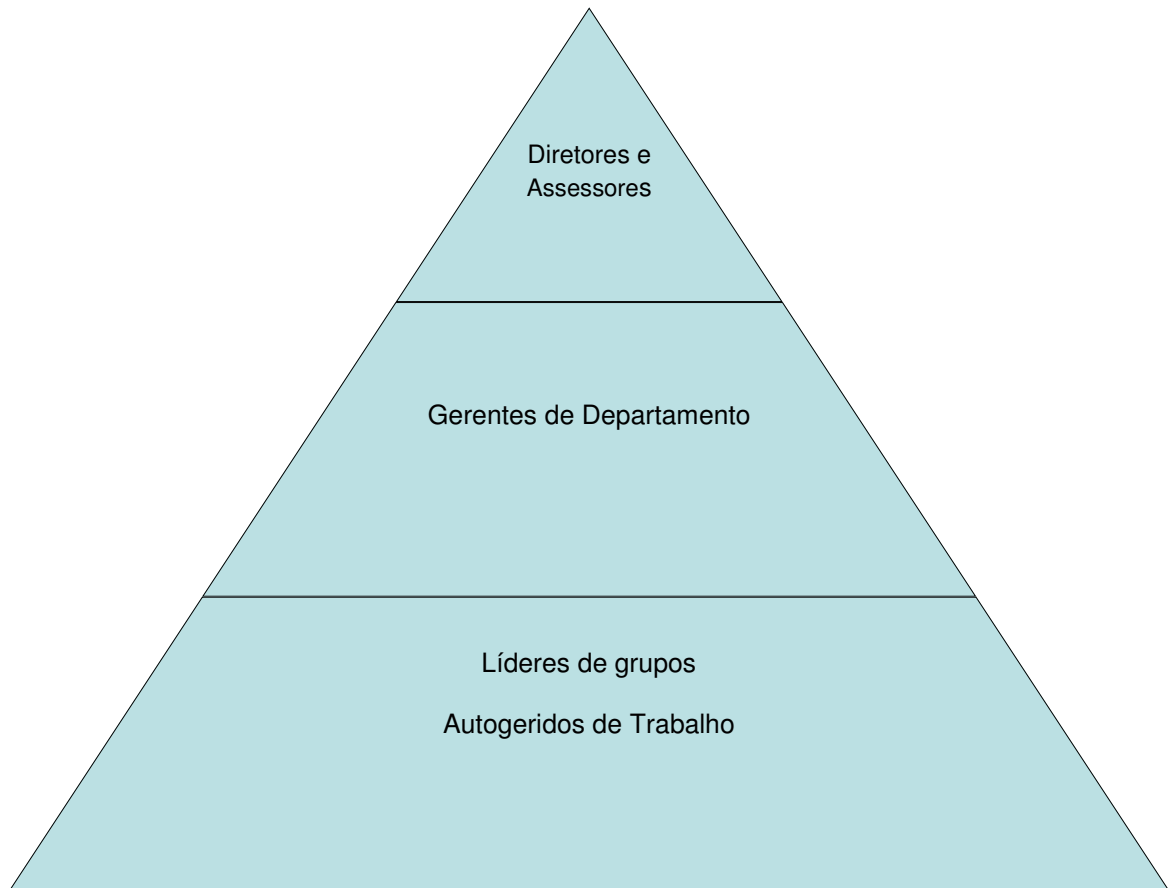 Diretores e
Assessores
Gerentes de Departamento
Líderes de grupos
Autogeridos de Trabalho